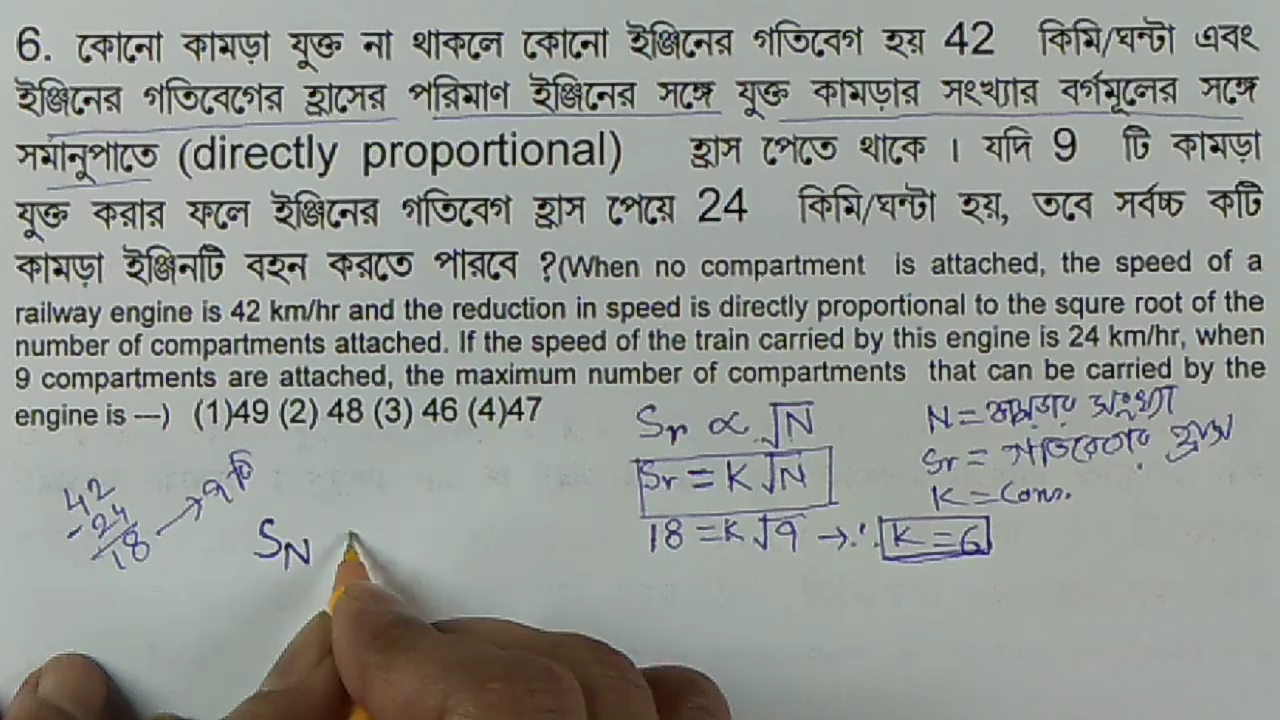 6. কোনো কামড়া যুক্ত না থাকলে কোনো ইঞ্জিনের গতিবেগ হয় 42 কিমি/ঘন্টা এবং
ইঞ্জিনের গতিবেগের হ্রাসের পরিমাণ ইঞ্জিনের সঙ্গে যুক্ত কামড়ার সংখ্যার বর্গমূলের সঙ্গে
সমানুপাতে (directly proportional) হ্রাস পেতে থাকে । যদি 9 টি কামড়া
যুক্ত করার ফলে ইঞ্জিনের গতিবেগ হ্রাস পেয়ে 24 কিমি/ঘন্টা হয়, তবে সর্বচ্চ কটি
কামড়া ইঞ্জিনটি বহন করতে পারবে ?(When no compartment is attached, the speed of a
railway engine is 42 km/hr and the reduction in speed is directly proportional to the squre root of the
number of compartments attached. If the speed of the train carried by this engine is 24 km/hr, when
9 compartments are attached, the maximum number of compartments that can be carried by the
engine is ---) (1)49 (2) 48 (3) 46 (4)47
Sr ∝ √N
N = কামড়ার সংখ্যা
Sr = K√N
Sr = গতিবেগের হ্রাস
K = Cons.
18 = K√9 → ∴ K = 6
42
- 24
18 → 9 টি
S_N